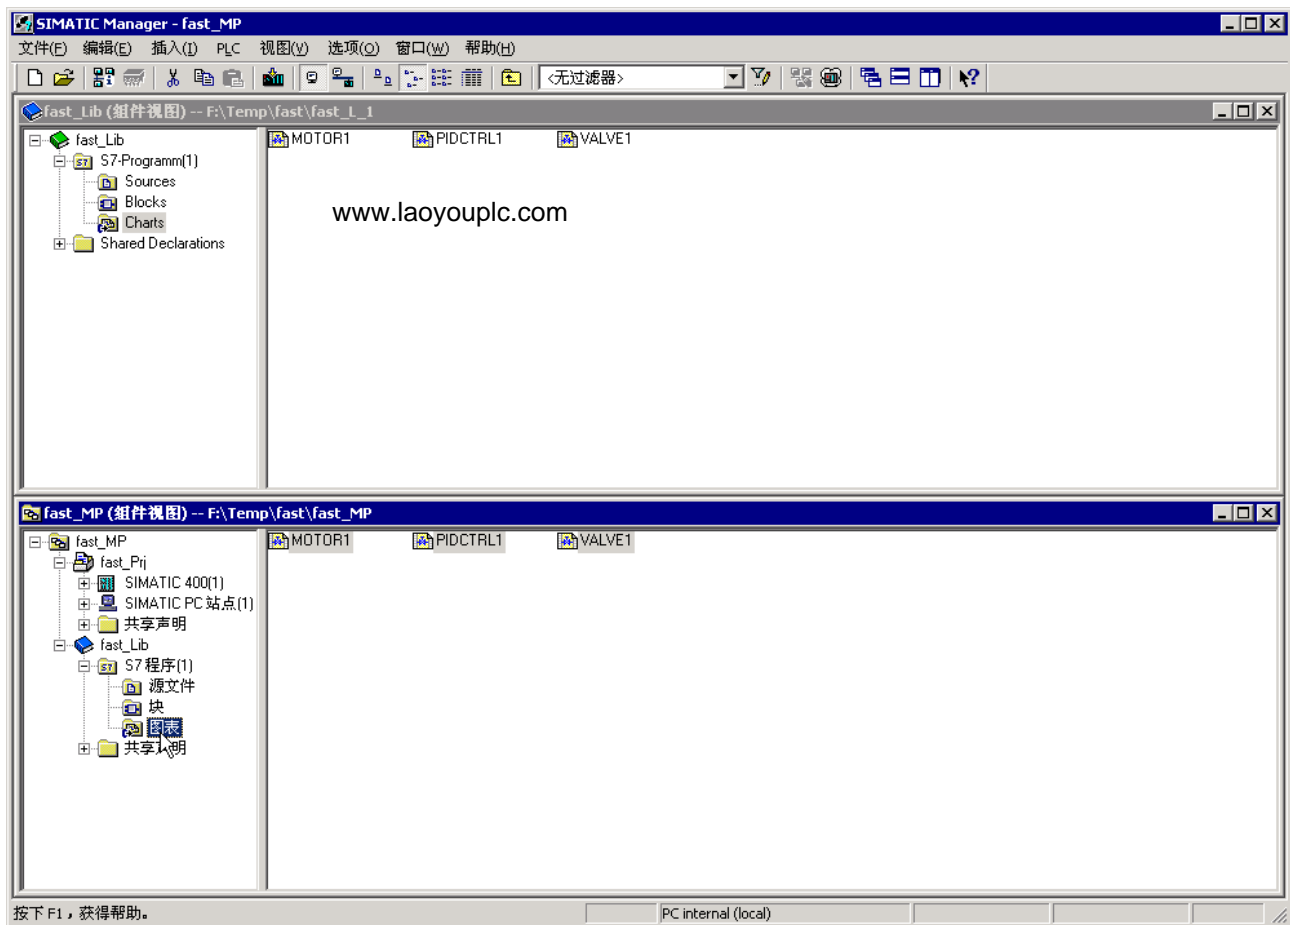 SIMATIC Manager - fast_MP
文件(F) 编辑(E) 插入(I) PLC 视图(V) 选项(O) 窗口(W) 帮助(H)
<无过滤器>
fast_Lib (组件视图) -- F:\Temp\fast\fast_L_1
fast_Lib
S7-Programm(1)
Sources
Blocks
Charts
Shared Declarations
MOTOR1 PIDCTRL1 VALVE1
www.laoyouplc.com
fast_MP (组件视图) -- F:\Temp\fast\fast_MP
fast_MP
fast_Prj
SIMATIC 400(1)
SIMATIC PC 站点(1)
共享声明
fast_Lib
S7 程序(1)
源文件
块
图表
共享声明
MOTOR1 PIDCTRL1 VALVE1
按下 F1，获得帮助。
PC internal (local)